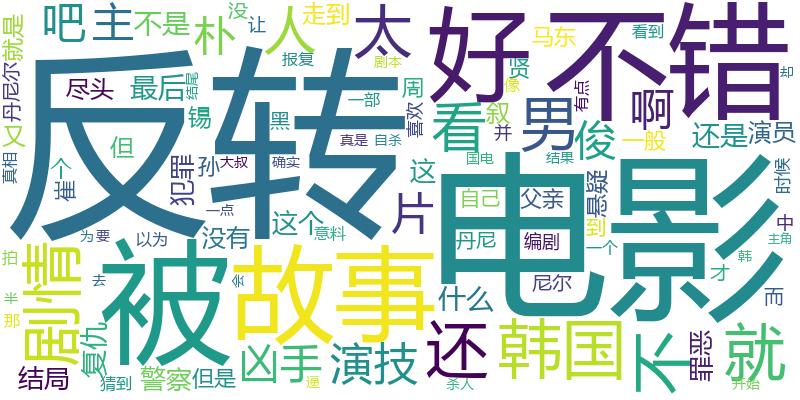 反转
电影
好
不错
故事
被
剧情
韩国
还
不
就
太
看
男
俊
啊
片
人
主
朴
吧
演技
凶手
复仇
结局
警察
但是
猜到
没有
这个
以为
意料
什么
罪恶
还是
演员
一般
悬疑
父亲
自己
编剧
丹尼
尼尔
丹尼尔
就是
不是
没
让
走到
马东
看到
却
报复
剧本
最后
结尾
尽头
又
真相
个
但
锡
黑
一部
周
喜欢
叙
贤
像
有点
并
真是
自杀
国电
结果
这
犯罪
孙
大叔
确实
崔
一点
为要
拍
半
那
去
会
逼
杀人
到
一个
才
韩
主角
中
而
时候
开始